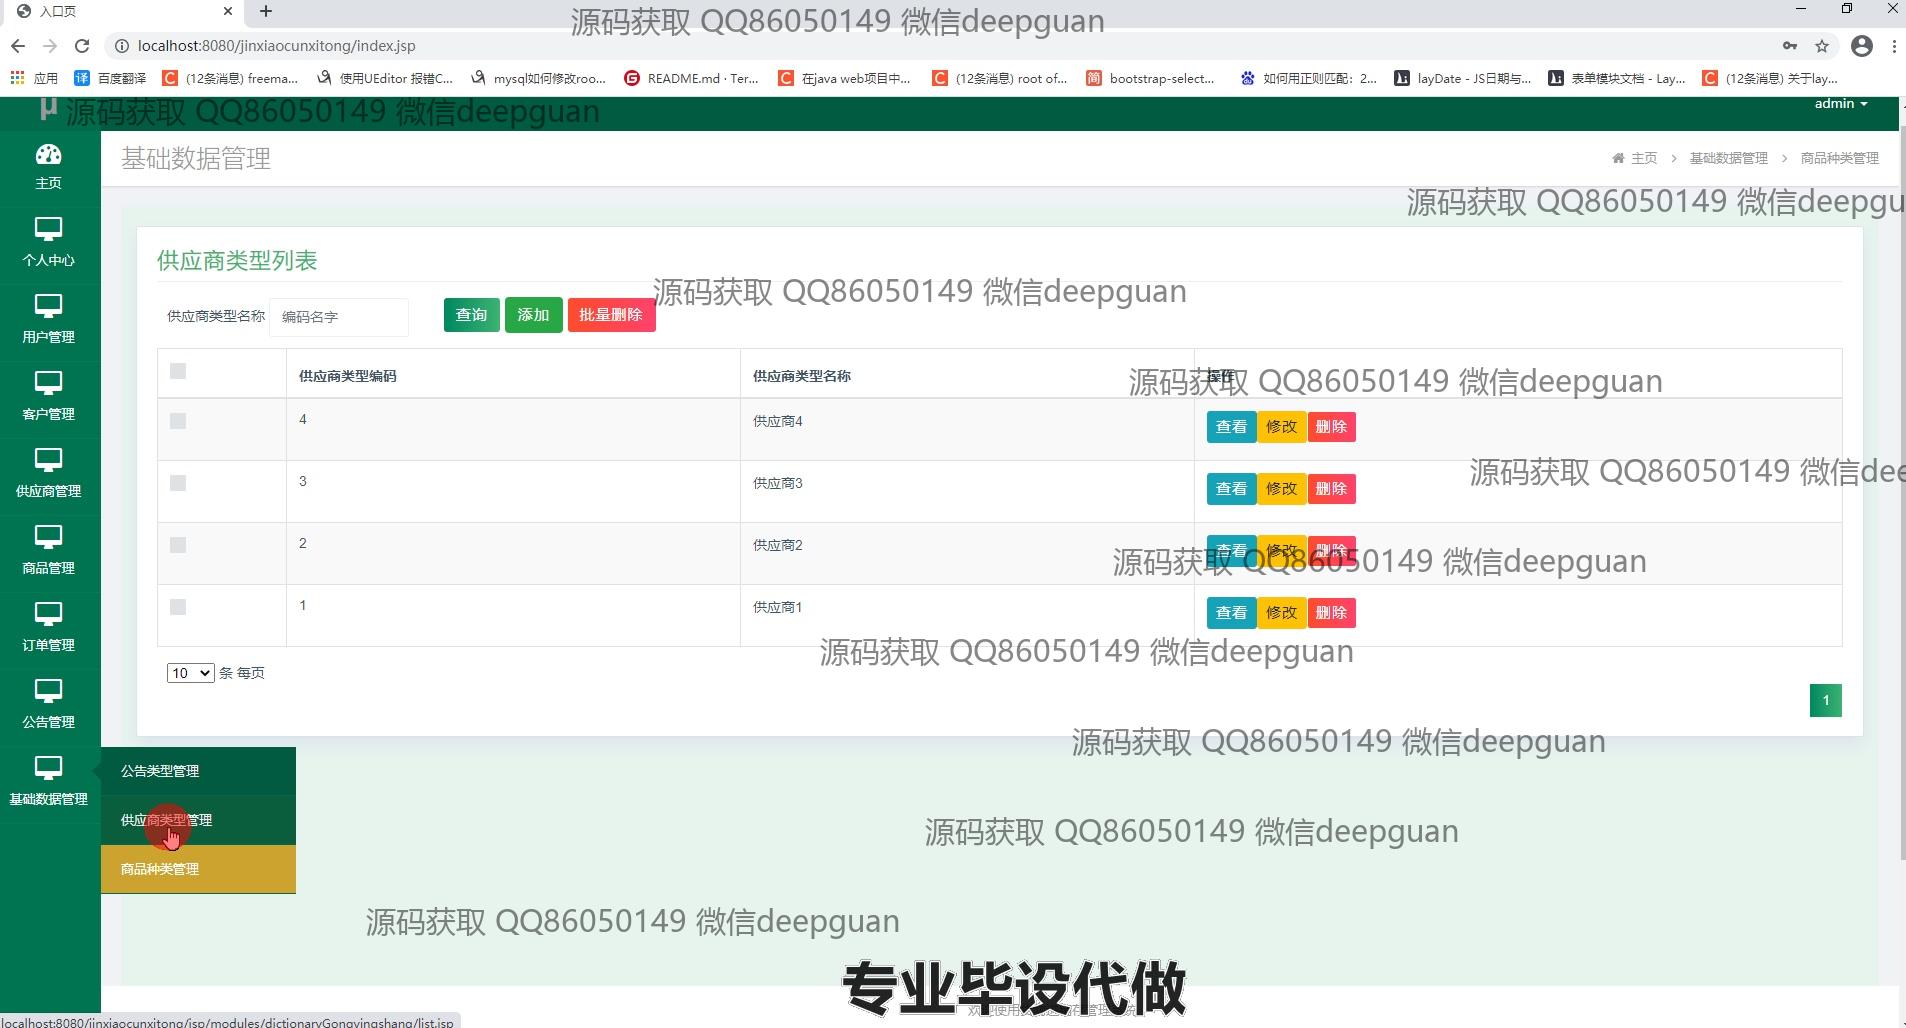 入口页
源码获取 QQ86050149 微信deepguan
localhost:8080/jinxiaocunxitong/index.jsp
应用
百度翻译
(12条消息) freema...
使用UEditor 报错C...
mysql如何修改roo...
README.md · Ter...
在java web项目中...
(12条消息) root of...
bootstrap-select...
如何用正则匹配：2...
layDate - JS日期与...
表单模块文档 - Lay...
(12条消息) 关于lay...
μ
源码获取 QQ86050149 微信deepguan
admin
主页
基础数据管理
主页 > 基础数据管理 > 商品种类管理
源码获取 QQ86050149 微信deepgu
个人中心
供应商类型列表
源码获取 QQ86050149 微信deepguan
供应商类型名称 编码名字 查询 添加 批量删除
用户管理
供应商类型编码 供应商类型名称 操作
源码获取 QQ86050149 微信deepguan
客户管理
4 供应商4 查看 修改 删除
源码获取 QQ86050149 微信dee
3 供应商3 查看 修改 删除
供应商管理
2 供应商2 查看 修改 删除
源码获取 QQ86050149 微信deepguan
商品管理
1 供应商1 查看 修改 删除
订单管理
源码获取 QQ86050149 微信deepguan
10 条 每页
1
公告管理
源码获取 QQ86050149 微信deepguan
基础数据管理
公告类型管理
供应商类型管理
商品种类管理
源码获取 QQ86050149 微信deepguan
源码获取 QQ86050149 微信deepguan
专业毕设代做
localhost:8080/jinxiaocunxitong/jsp/modules/dictionaryGongyingshang/list.jsp